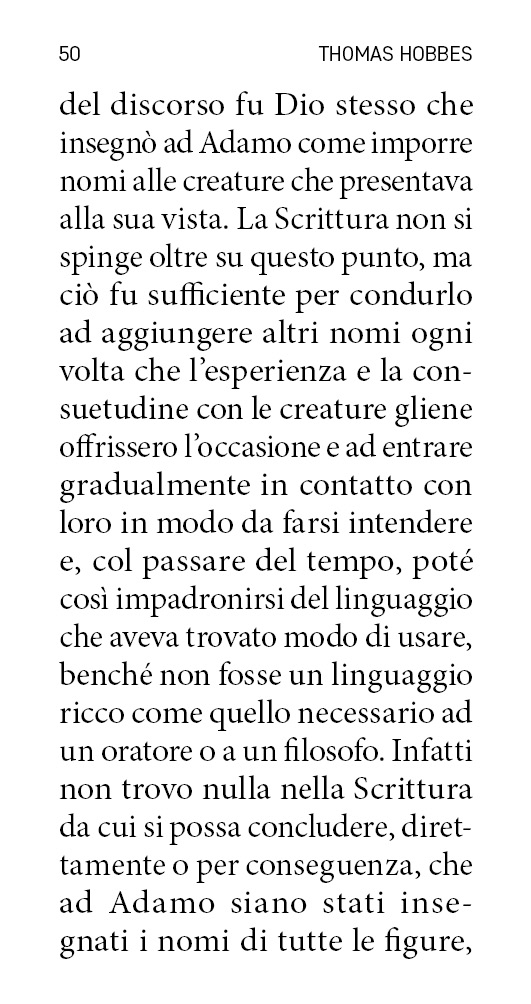 50 THOMAS HOBBES
del discorso fu Dio stesso che
insegnò ad Adamo come imporre
nomi alle creature che presentava
alla sua vista. La Scrittura non si
spinge oltre su questo punto, ma
ciò fu sufficiente per condurlo
ad aggiungere altri nomi ogni
volta che l’esperienza e la con-
suetudine con le creature gliene
offrissero l’occasione e ad entrare
gradualmente in contatto con
loro in modo da farsi intendere
e, col passare del tempo, poté
così impadronirsi del linguaggio
che aveva trovato modo di usare,
benché non fosse un linguaggio
ricco come quello necessario ad
un oratore o a un filosofo. Infatti
non trovo nulla nella Scrittura
da cui si possa concludere, diret-
tamente o per conseguenza, che
ad Adamo siano stati inse-
gnati i nomi di tutte le figure,